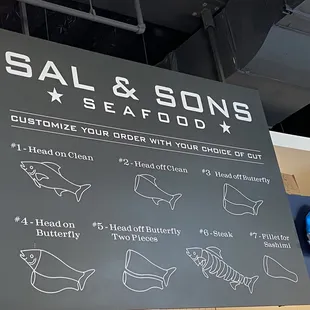 SAL & SONS
★ SEAFOOD ★
CUSTOMIZE YOUR ORDER WITH YOUR CHOICE OF CUT
#1 - Head on Clean
#2 - Head off Clean
#3 Head off Butterfly
#4 - Head on
Butterfly
#5 - Head off Butterfly
Two Pieces
#6 - Steak
#7 - Fillet for
Sashimi